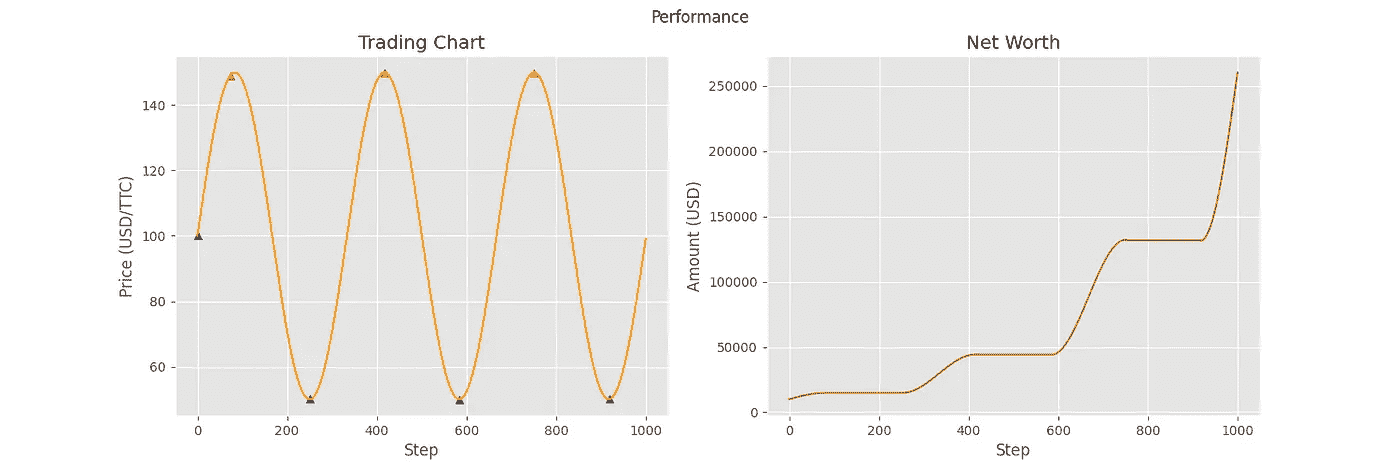 Performance
Trading Chart
Price (USD/TTC)
140
120
100
80
60
0 200 400 600 800 1000
Step
Net Worth
Amount (USD)
250000
200000
150000
100000
50000
0
0 200 400 600 800 1000
Step